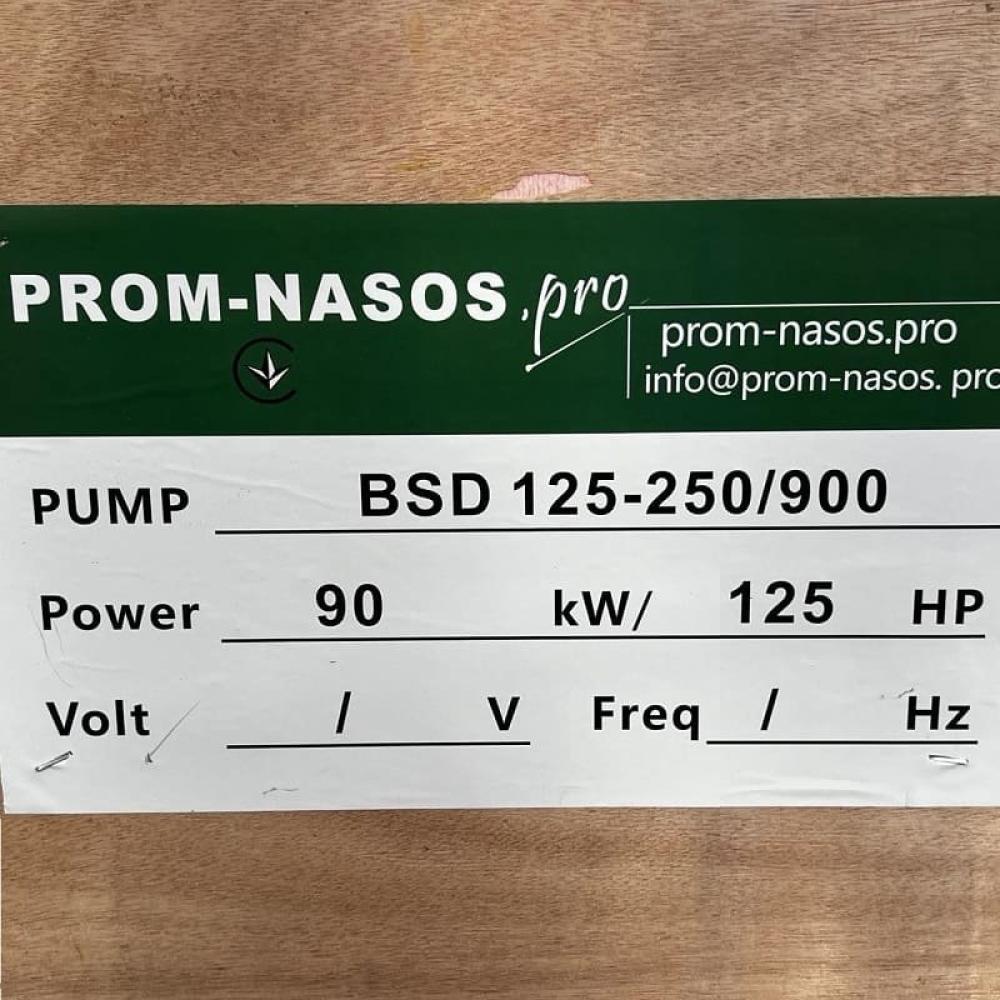 PROM-NASOS.pro
prom-nasos.pro
info@prom-nasos. pro
PUMP BSD 125-250/900
Power 90 kW/ 125 HP
Volt / V Freq / Hz